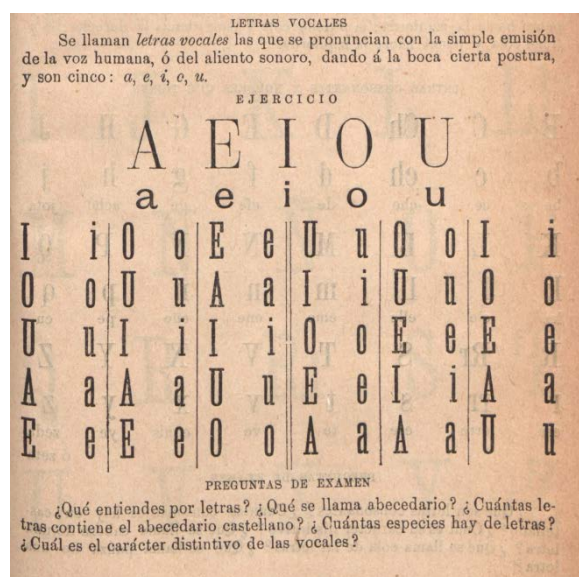 LETRAS VOCALES
Se llaman letras vocales las que se pronuncian con la simple emisión
de la voz humana, ó del aliento sonoro, dando á la boca cierta postura,
y son cinco: a, e, i, o, u.
EJERCICIO
A E I O U
a e i o u
I i O o E e U u O o I i
O o U u A a I i U u O o
U u I i I i O o E e E e
A a A a U u E e I i A a
E e E e O o A a A a U u
PREGUNTAS DE EXAMEN
¿Qué entiendes por letras? ¿Qué se llama abecedario? ¿Cuántas le-
tras contiene el abecedario castellano? ¿Cuántas especies hay de letras?
¿Cuál es el carácter distintivo de las vocales?